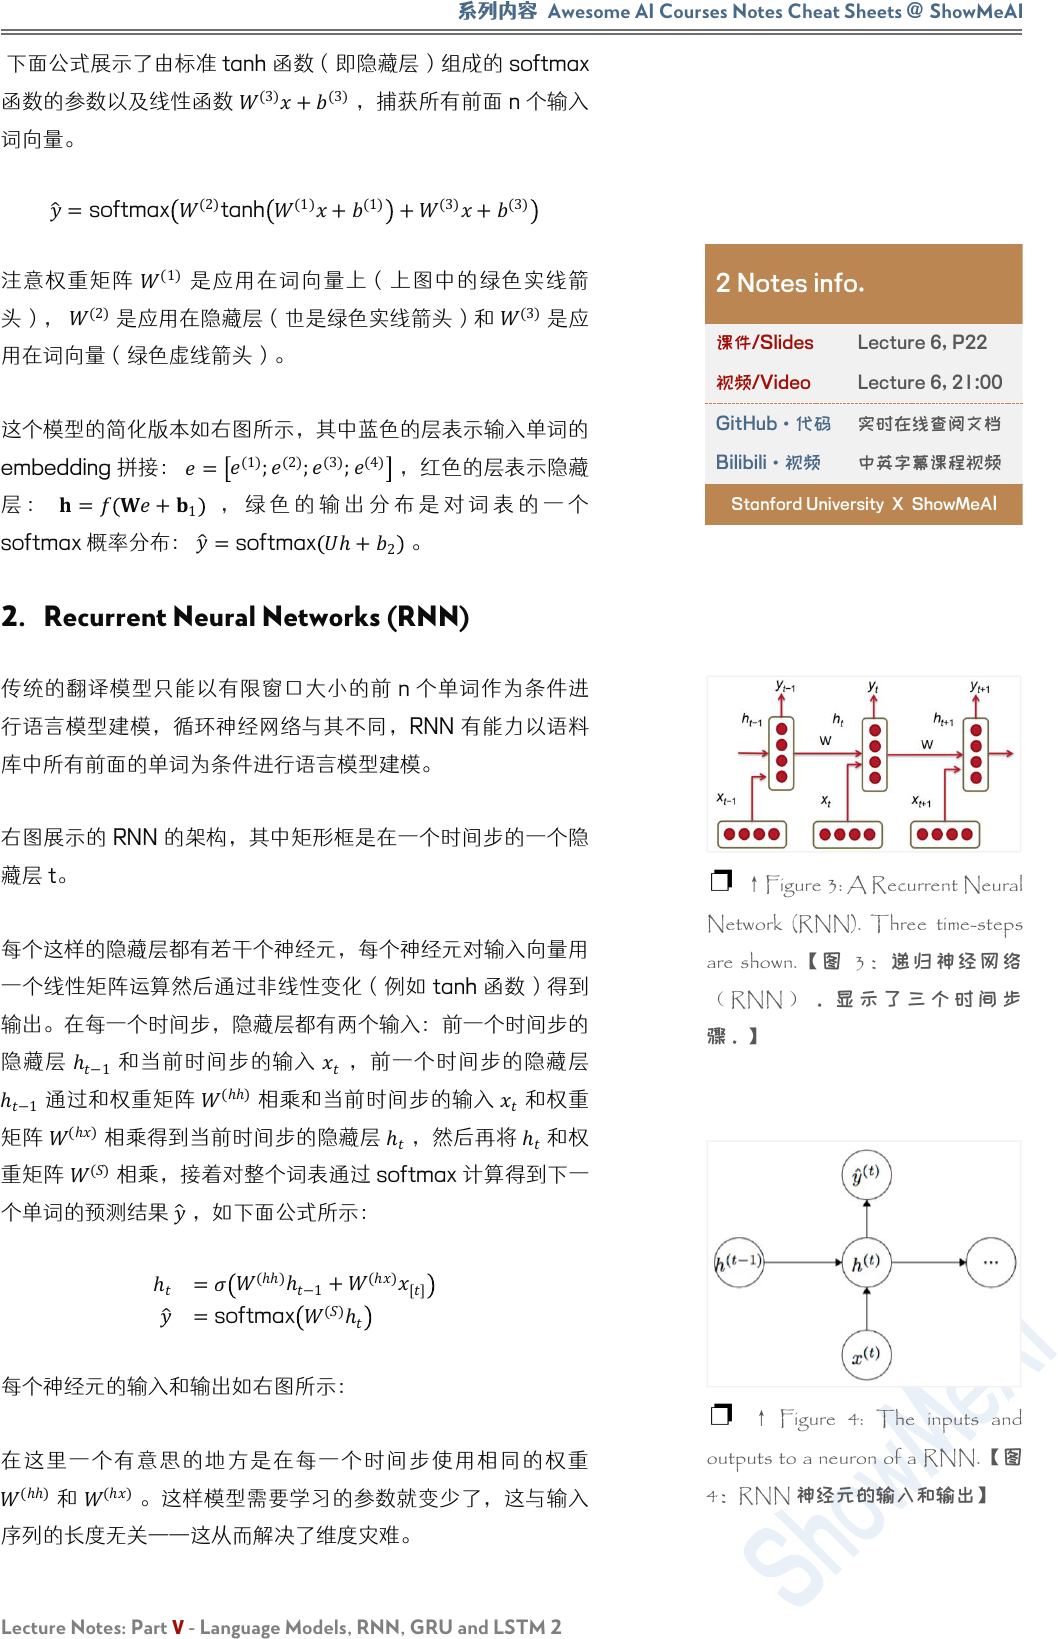 系列内容 Awesome AI Courses Notes Cheat Sheets @ ShowMeAI
下面公式展示了由标准 tanh 函数（即隐藏层）组成的 softmax
函数的参数以及线性函数 W⁽³⁾x + b⁽³⁾ ，捕获所有前面 n 个输入
词向量。
ŷ = softmax(W⁽²⁾tanh(W⁽¹⁾x + b⁽¹⁾) + W⁽³⁾x + b⁽³⁾)
注意权重矩阵 W⁽¹⁾ 是应用在词向量上（上图中的绿色实线箭
头）， W⁽²⁾ 是应用在隐藏层（也是绿色实线箭头）和 W⁽³⁾ 是应
用在词向量（绿色虚线箭头）。
这个模型的简化版本如右图所示，其中蓝色的层表示输入单词的
embedding 拼接： e = [e⁽¹⁾; e⁽²⁾; e⁽³⁾; e⁽⁴⁾] ，红色的层表示隐藏
层： h = f(We + b₁) ，绿色的输出分布是对词表的一个
softmax 概率分布： ŷ = softmax(Uh + b₂) 。
2 Notes info.
课件/Slides Lecture 6, P22
视频/Video Lecture 6, 21:00
GitHub · 代码 实时在线查阅文档
Bilibili · 视频 中英字幕课程视频
Stanford University X ShowMeAI
2. Recurrent Neural Networks (RNN)
传统的翻译模型只能以有限窗口大小的前 n 个单词作为条件进
行语言模型建模，循环神经网络与其不同，RNN 有能力以语料
库中所有前面的单词为条件进行语言模型建模。
右图展示的 RNN 的架构，其中矩形框是在一个时间步的一个隐
藏层 t。
每个这样的隐藏层都有若干个神经元，每个神经元对输入向量用
一个线性矩阵运算然后通过非线性变化（例如 tanh 函数）得到
输出。在每一个时间步，隐藏层都有两个输入：前一个时间步的
隐藏层 hₜ₋₁ 和当前时间步的输入 xₜ ，前一个时间步的隐藏层
hₜ₋₁ 通过和权重矩阵 W^(hh) 相乘和当前时间步的输入 xₜ 和权重
矩阵 W^(hx) 相乘得到当前时间步的隐藏层 hₜ ，然后再将 hₜ 和权
重矩阵 W^(S) 相乘，接着对整个词表通过 softmax 计算得到下一
个单词的预测结果 ŷ ，如下面公式所示：
hₜ = σ(W^(hh)hₜ₋₁ + W^(hx)x_[t])
ŷ = softmax(W^(S)hₜ)
每个神经元的输入和输出如右图所示：
在这里一个有意思的地方是在每一个时间步使用相同的权重
W^(hh) 和 W^(hx) 。这样模型需要学习的参数就变少了，这与输入
序列的长度无关——这从而解决了维度灾难。
yₜ₋₁ yₜ yₜ₊₁
hₜ₋₁ hₜ hₜ₊₁
W W
xₜ₋₁ xₜ xₜ₊₁
❐ ↑Figure 3: A Recurrent Neural
Network (RNN). Three time-steps
are shown.【图 3：递归神经网络
（RNN）. 显示了三个时间步
骤.】
ŷ^(t)
h^(t−1) h^(t) ...
x^(t)
❐ ↑ Figure 4: The inputs and
outputs to a neuron of a RNN.【图
4：RNN 神经元的输入和输出】
ShowMeAI
Lecture Notes: Part V - Language Models, RNN, GRU and LSTM 2